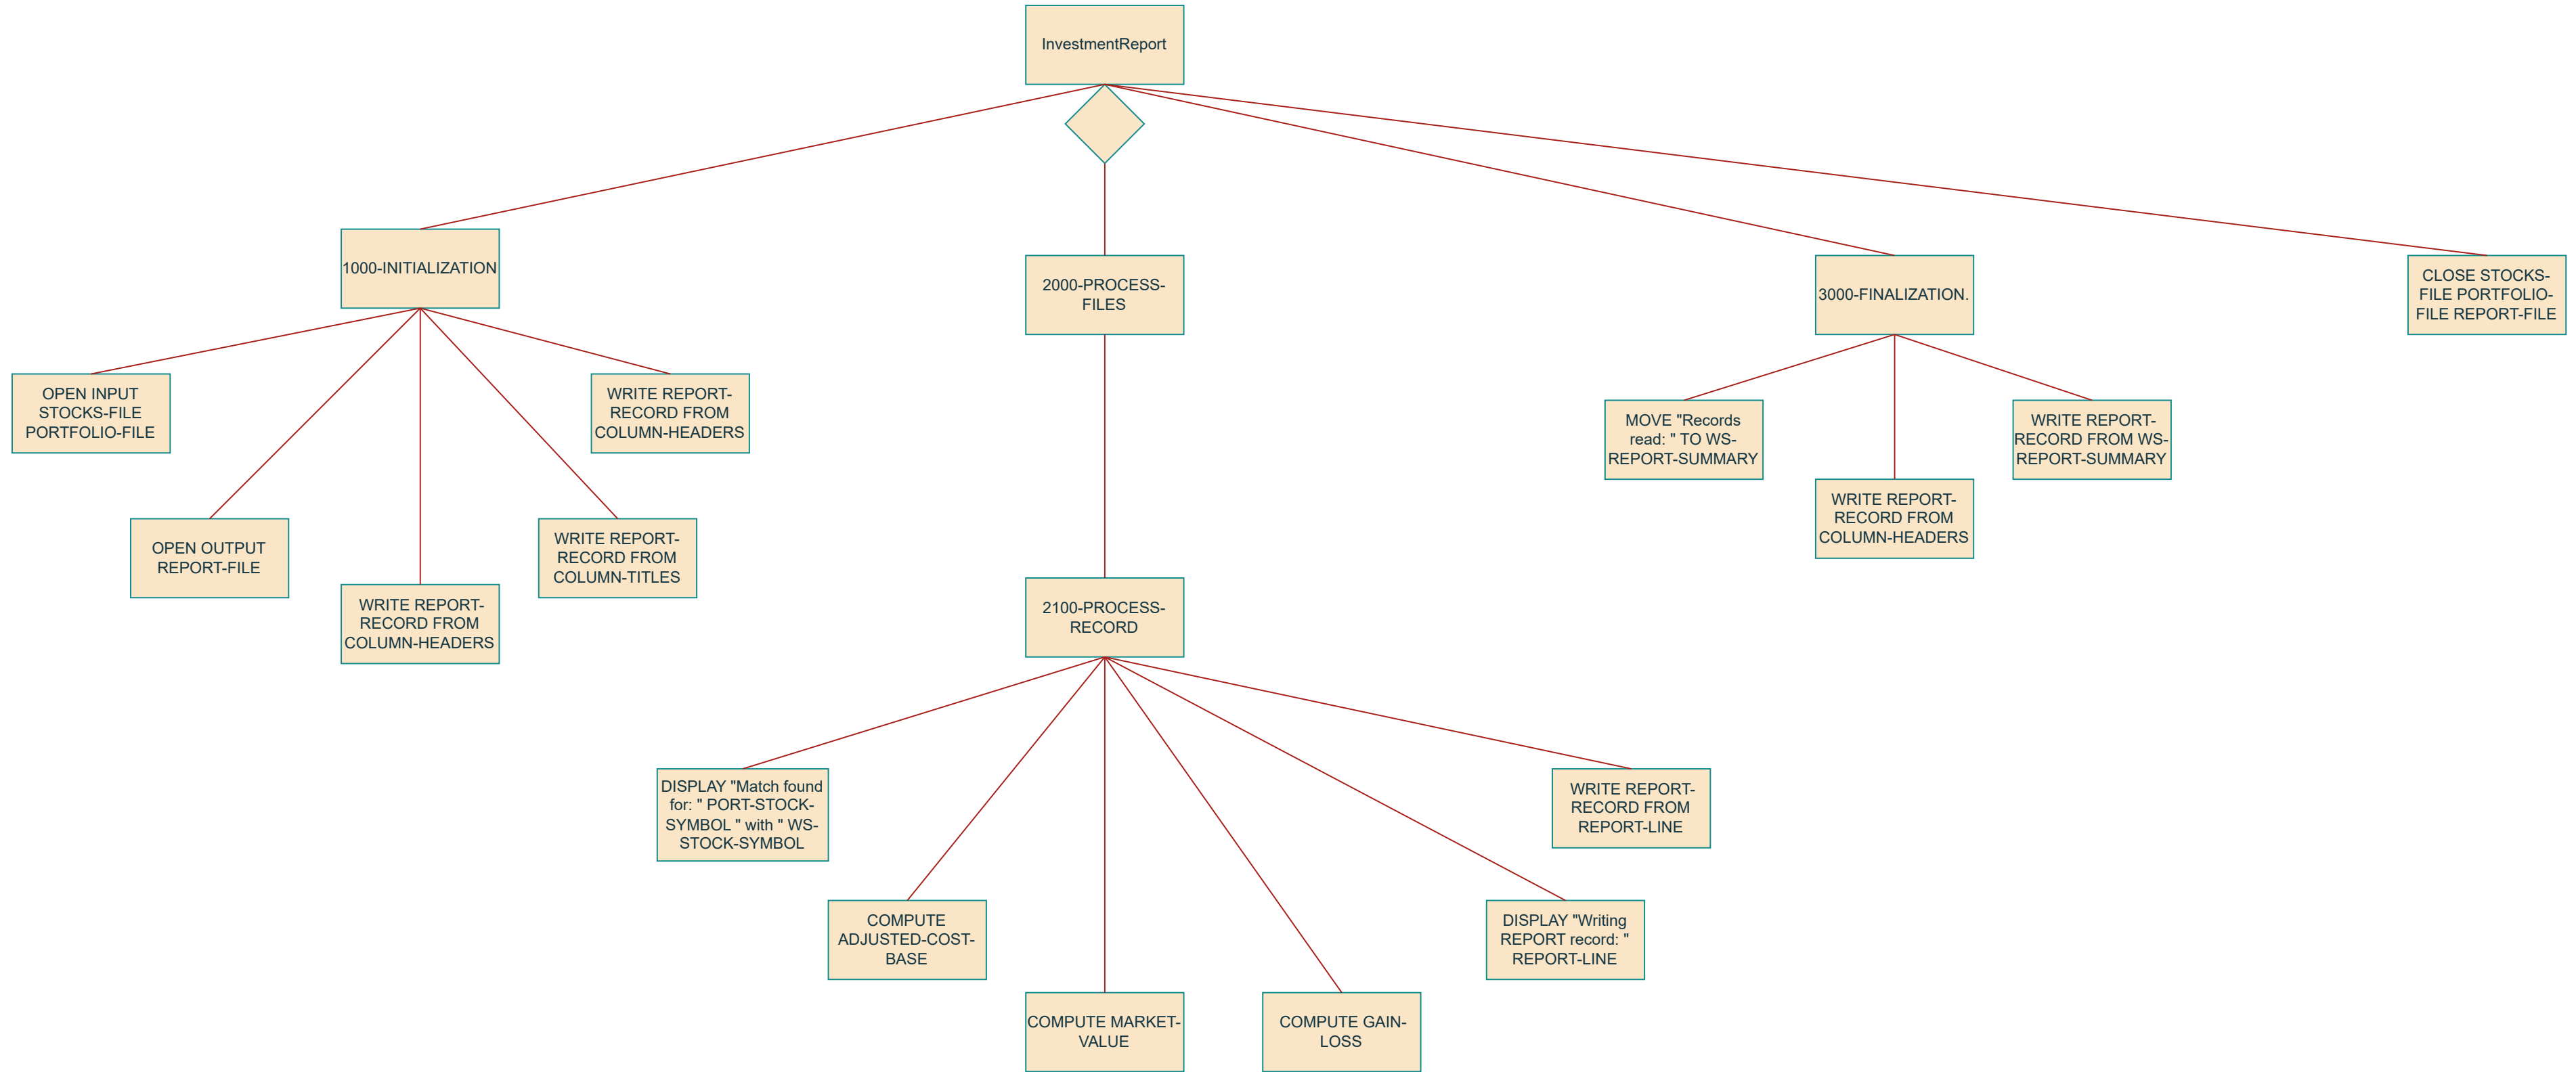 InvestmentReport
1000-INITIALIZATION
2000-PROCESS-
FILES
3000-FINALIZATION.
CLOSE STOCKS-
FILE PORTFOLIO-
FILE REPORT-FILE
OPEN INPUT
STOCKS-FILE
PORTFOLIO-FILE
OPEN OUTPUT
REPORT-FILE
WRITE REPORT-
RECORD FROM
COLUMN-HEADERS
WRITE REPORT-
RECORD FROM
COLUMN-TITLES
WRITE REPORT-
RECORD FROM
COLUMN-HEADERS
2100-PROCESS-
RECORD
MOVE "Records
read: " TO WS-
REPORT-SUMMARY
WRITE REPORT-
RECORD FROM
COLUMN-HEADERS
WRITE REPORT-
RECORD FROM WS-
REPORT-SUMMARY
DISPLAY "Match found
for: " PORT-STOCK-
SYMBOL " with " WS-
STOCK-SYMBOL
COMPUTE
ADJUSTED-COST-
BASE
COMPUTE MARKET-
VALUE
COMPUTE GAIN-
LOSS
DISPLAY "Writing
REPORT record: "
REPORT-LINE
WRITE REPORT-
RECORD FROM
REPORT-LINE